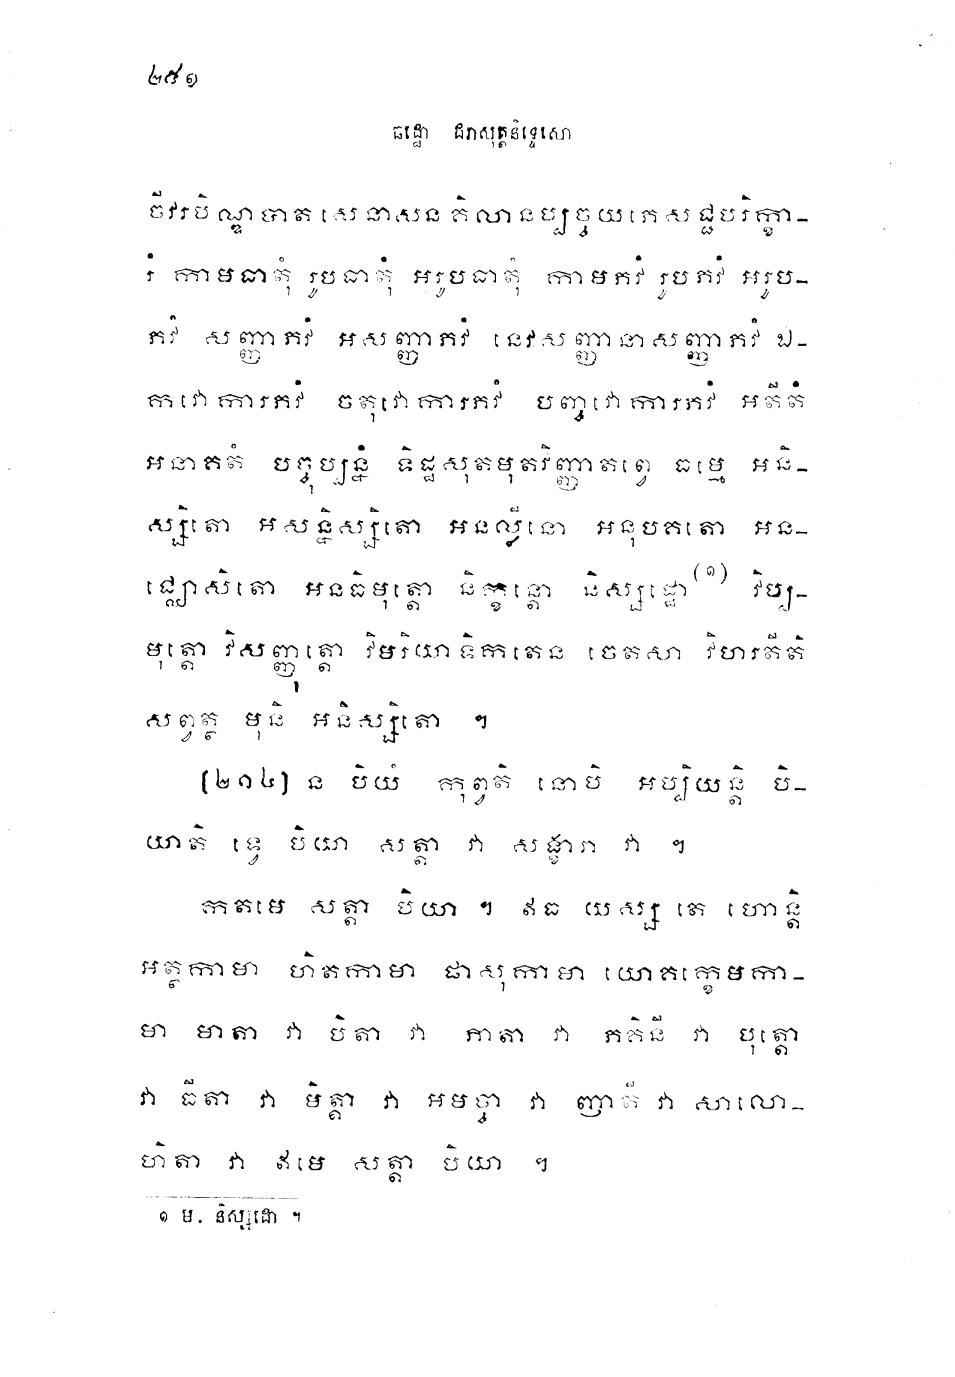 ២៩១
ឆដ្ឋោ ជរាសុត្តនិទ្ទេសោ
ចីវរបិណ្ឌបាតសេនាសនគិលានប្បច្ចយភេសជ្ជបរិក្ខា-
រំ កាមធាតុំ រូបធាតុំ អរូបធាតុំ កាមភវំ រូបភវំ អរូប-
ភវំ សញ្ញាភវំ អសញ្ញាភវំ នេវសញ្ញានាសញ្ញាភវំ ឯ-
កវោការភវំ ចតុវោការភវំ បញ្ចវោការភវំ អតីតំ
អនាគតំ បច្ចុប្បន្នំ ទិដ្ឋសុតមុតវិញ្ញាតព្វេ ធម្មេ អនិ-
ស្សិតោ អសន្និស្សិតោ អនល្លីនោ អនុបគតោ អន-
ជ្ឈោសិតោ អនធិមុត្តោ និក្ខន្តោ និស្សដ្ឋោ(១) វិប្ប-
មុត្តោ វិសញ្ញុត្តោ វិមរិយាទិកតេន ចេតសា វិហរតីតិ
សព្វត្ថ មុនិ អនិស្សិតោ ។
[២១៤] ន បិយំ កុព្វតិ នោបិ អប្បិយន្តិ បិ-
យាតិ ទ្វេ បិយា សត្តា វា សង្ខារា វា ។
កតមេ សត្តា បិយា ។ ឥធ យស្ស តេ ហោន្តិ
អត្ថកាមា ហិតកាមា ផាសុកាមា យោគក្ខេមកា-
មា មាតា វា បិតា វា ភាតា វា ភគិនី វា បុត្តោ
វា ធីតា វា មិត្តា វា អមច្ចា វា ញាតី វា សាលោ-
ហិតា វា ឥមេ សត្តា បិយា ។
១ ម. និស្សដោ ។